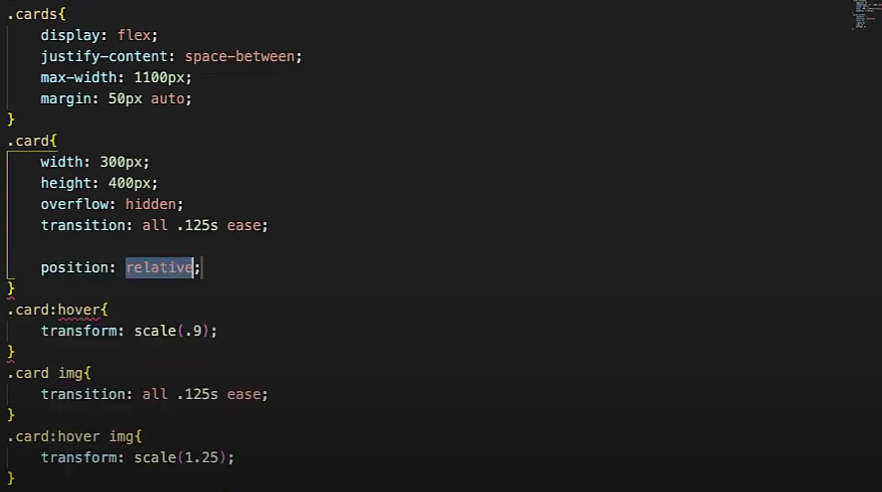 .cards{
    display: flex;
    justify-content: space-between;
    max-width: 1100px;
    margin: 50px auto;
}
.card{
    width: 300px;
    height: 400px;
    overflow: hidden;
    transition: all .125s ease;

    position: relative;
}
.card:hover{
    transform: scale(.9);
}
.card img{
    transition: all .125s ease;
}
.card:hover img{
    transform: scale(1.25);
}